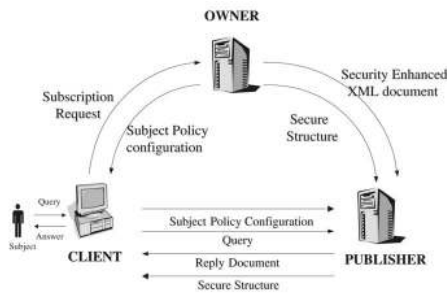 OWNER
Subscription
Request
Security Enhanced
XML document
Subject Policy
configuration
Secure
Structure
Query
Answer
Subject
CLIENT
Subject Policy Configuration
Query
Reply Document
Secure Structure
PUBLISHER